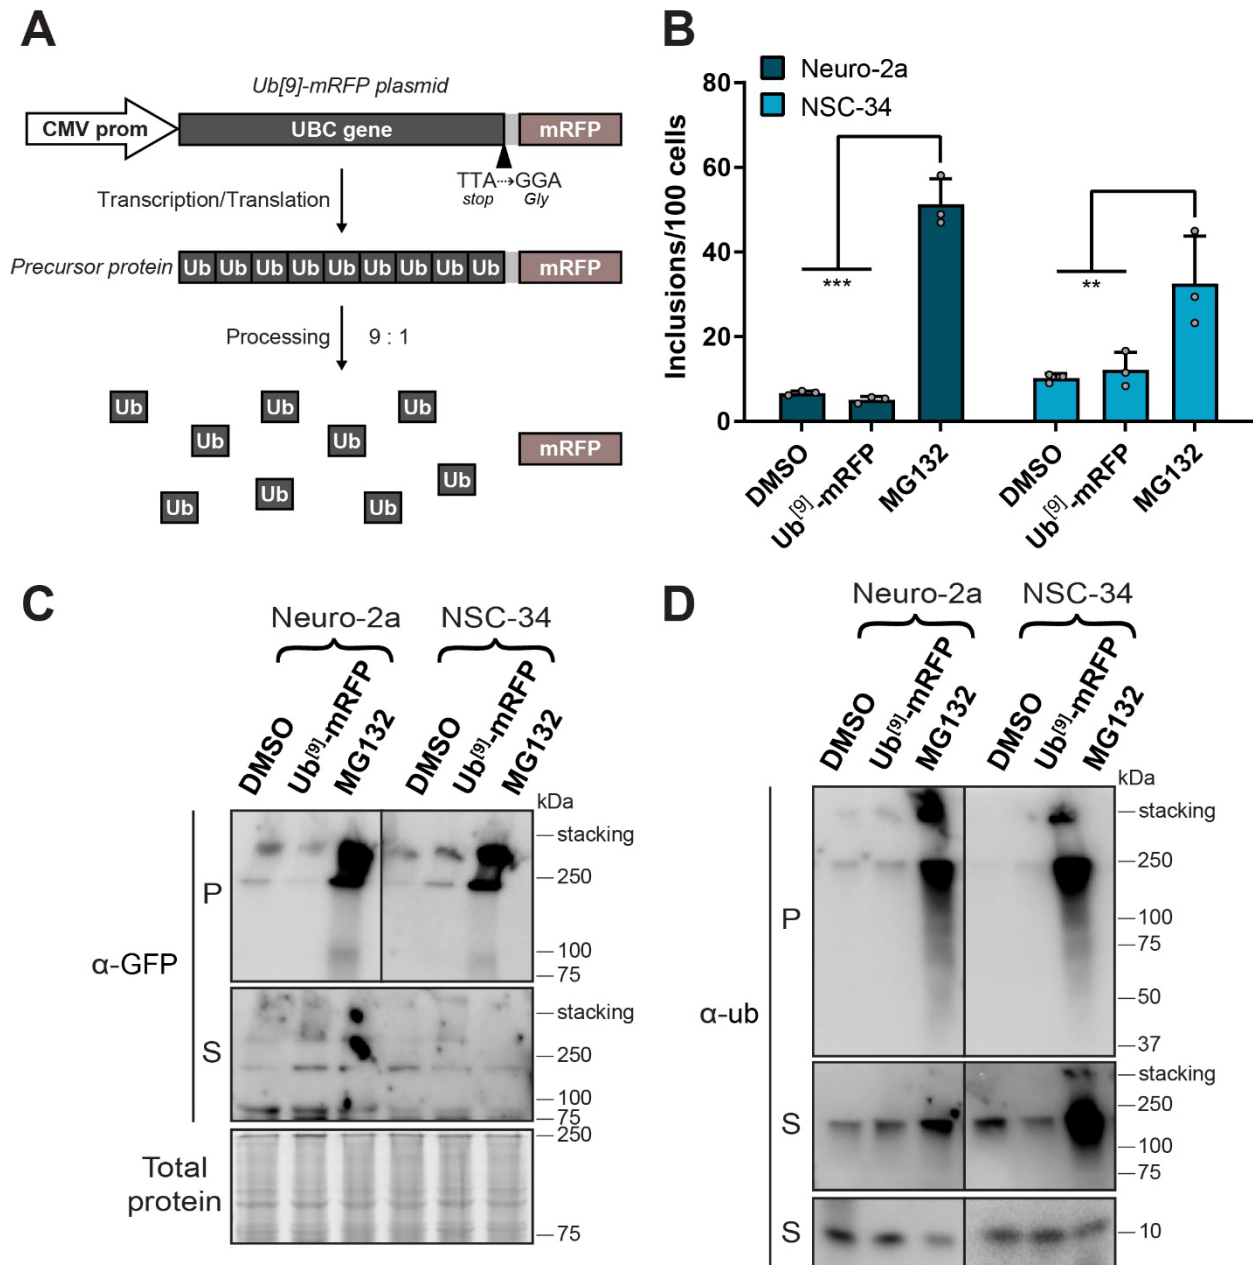 A
Ub[9]-mRFP plasmid
CMV prom
UBC gene
mRFP
TTA⇢GGA
stop Gly
Transcription/Translation
Precursor protein
Ub Ub Ub Ub Ub Ub Ub Ub Ub
mRFP
Processing 9 : 1
Ub Ub Ub
Ub Ub
mRFP
Ub
Ub
Ub
Ub
B
Neuro-2a
NSC-34
Inclusions/100 cells
80
60
40
20
0
***
**
DMSO
Ub[9]-mRFP
MG132
DMSO
Ub[9]-mRFP
MG132
C
Neuro-2a
NSC-34
DMSO
Ub[9]-mRFP
MG132
DMSO
Ub[9]-mRFP
MG132
kDa
α-GFP
P
stacking
250
100
75
S
stacking
250
100
75
Total
protein
250
75
D
Neuro-2a
NSC-34
DMSO
Ub[9]-mRFP
MG132
DMSO
Ub[9]-mRFP
MG132
kDa
α-ub
P
stacking
250
100
75
50
37
S
stacking
250
100
75
S
10